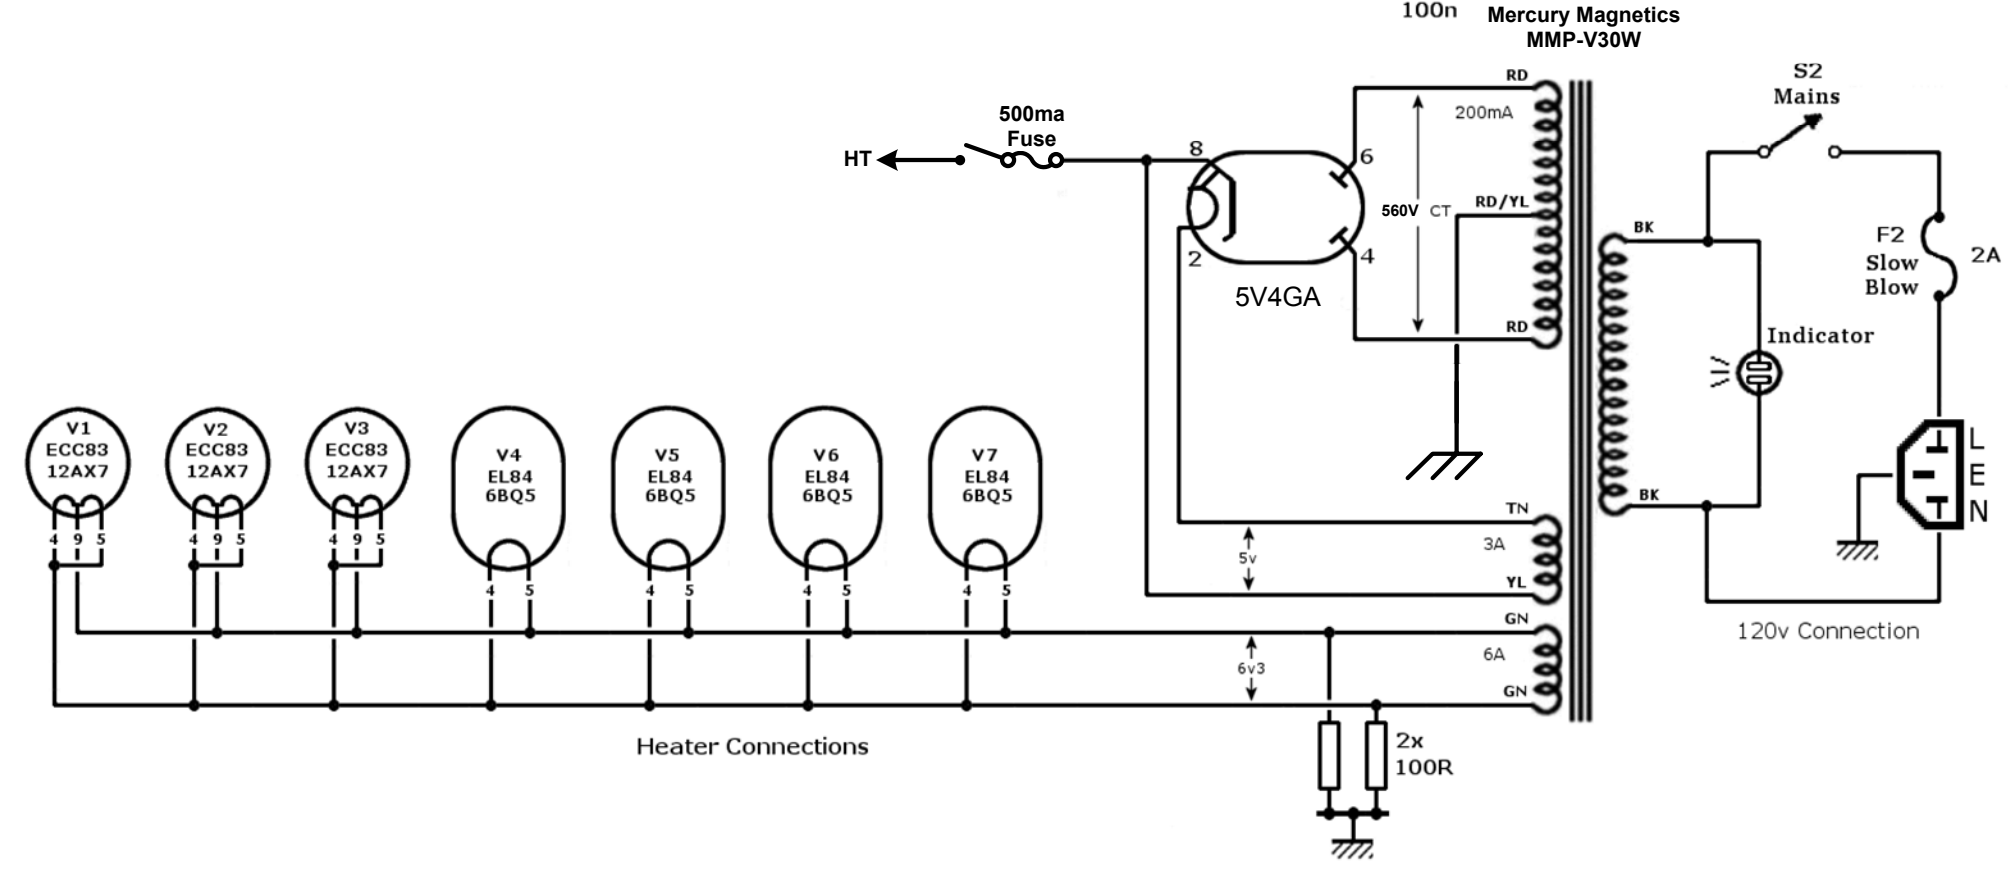 100n
Mercury Magnetics
MMP-V30W
S2
Mains
500ma
Fuse
HT
8
6
2
4
5V4GA
RD
200mA
560V
CT
RD/YL
RD
BK
F2
Slow
Blow
2A
Indicator
BK
L
E
N
120v Connection
V1
ECC83
12AX7
4 9 5
V2
ECC83
12AX7
4 9 5
V3
ECC83
12AX7
4 9 5
V4
EL84
6BQ5
4 5
V5
EL84
6BQ5
4 5
V6
EL84
6BQ5
4 5
V7
EL84
6BQ5
4 5
TN
3A
5v
YL
GN
6A
6v3
GN
Heater Connections
2x
100R